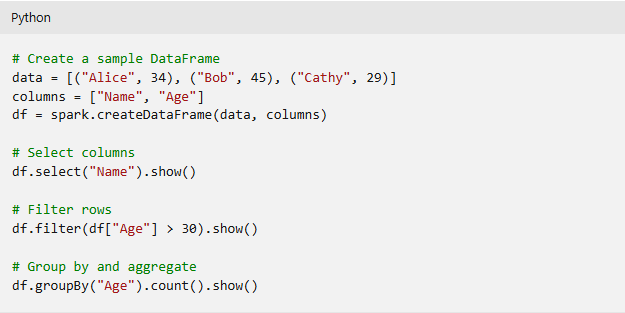 Python
# Create a sample DataFrame
data = [("Alice", 34), ("Bob", 45), ("Cathy", 29)]
columns = ["Name", "Age"]
df = spark.createDataFrame(data, columns)
# Select columns
df.select("Name").show()
# Filter rows
df.filter(df["Age"] > 30).show()
# Group by and aggregate
df.groupBy("Age").count().show()